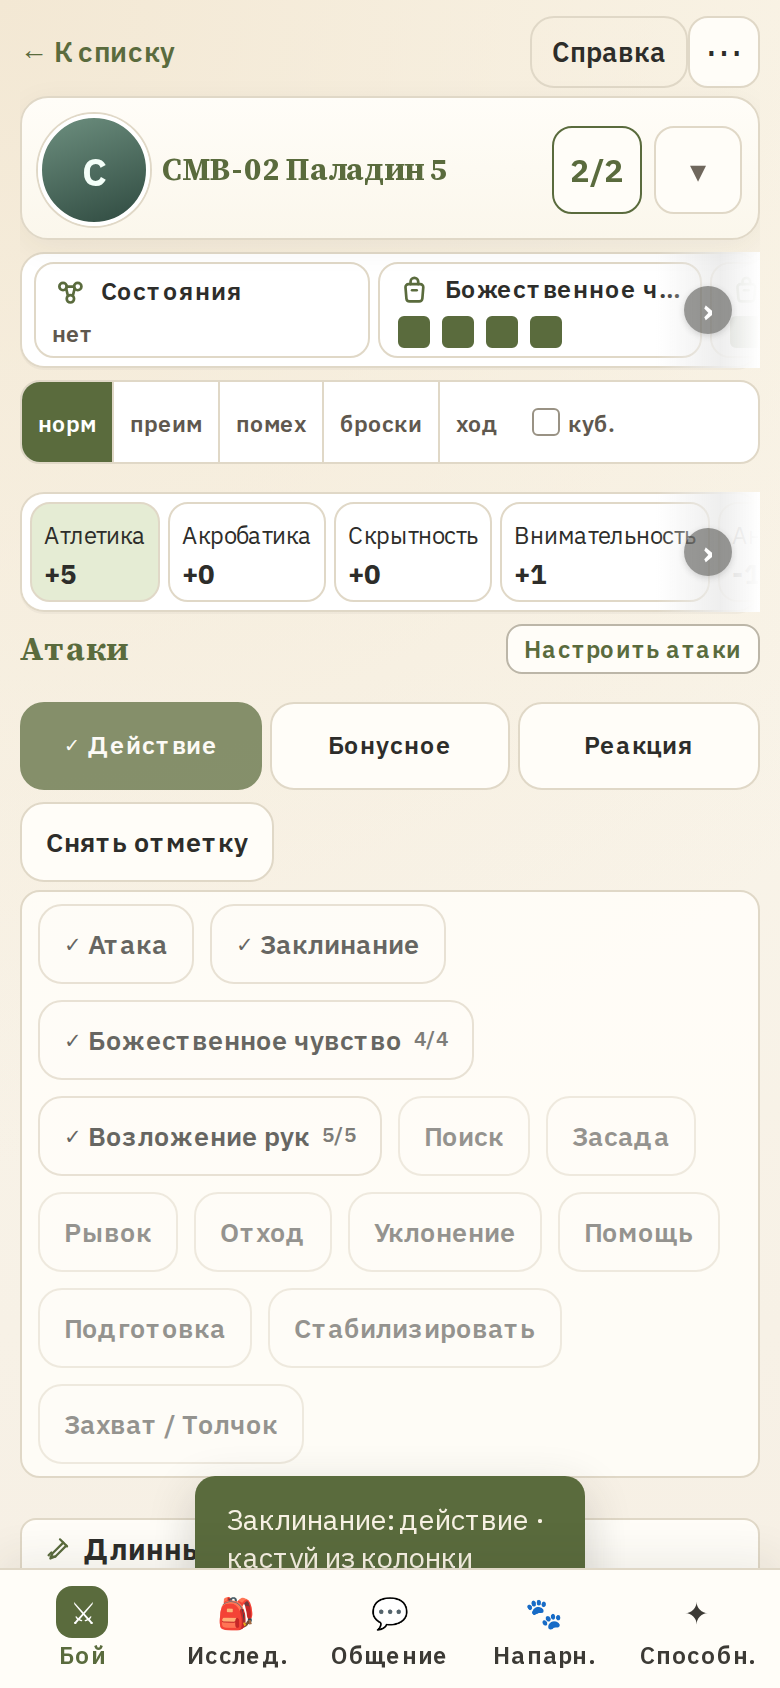 ← К списку
Справка
⋯
С
СМВ-02 Паладин 5
2/2
▼
Состояния
нет
Божественное ч…
›
норм
преим
помех
броски
ход
куб.
Атлетика
+5
Акробатика
+0
Скрытность
+0
Внимательность
+1
›
Атаки
Настроить атаки
✓ Действие
Бонусное
Реакция
Снять отметку
✓ Атака
✓ Заклинание
✓ Божественное чувство 4/4
✓ Возложение рук 5/5
Поиск
Засада
Рывок
Отход
Уклонение
Помощь
Подготовка
Стабилизировать
Захват / Толчок
Заклинание: действие ·
кастуй из колонки
Бой
Исслед.
Общение
Напарн.
Способн.